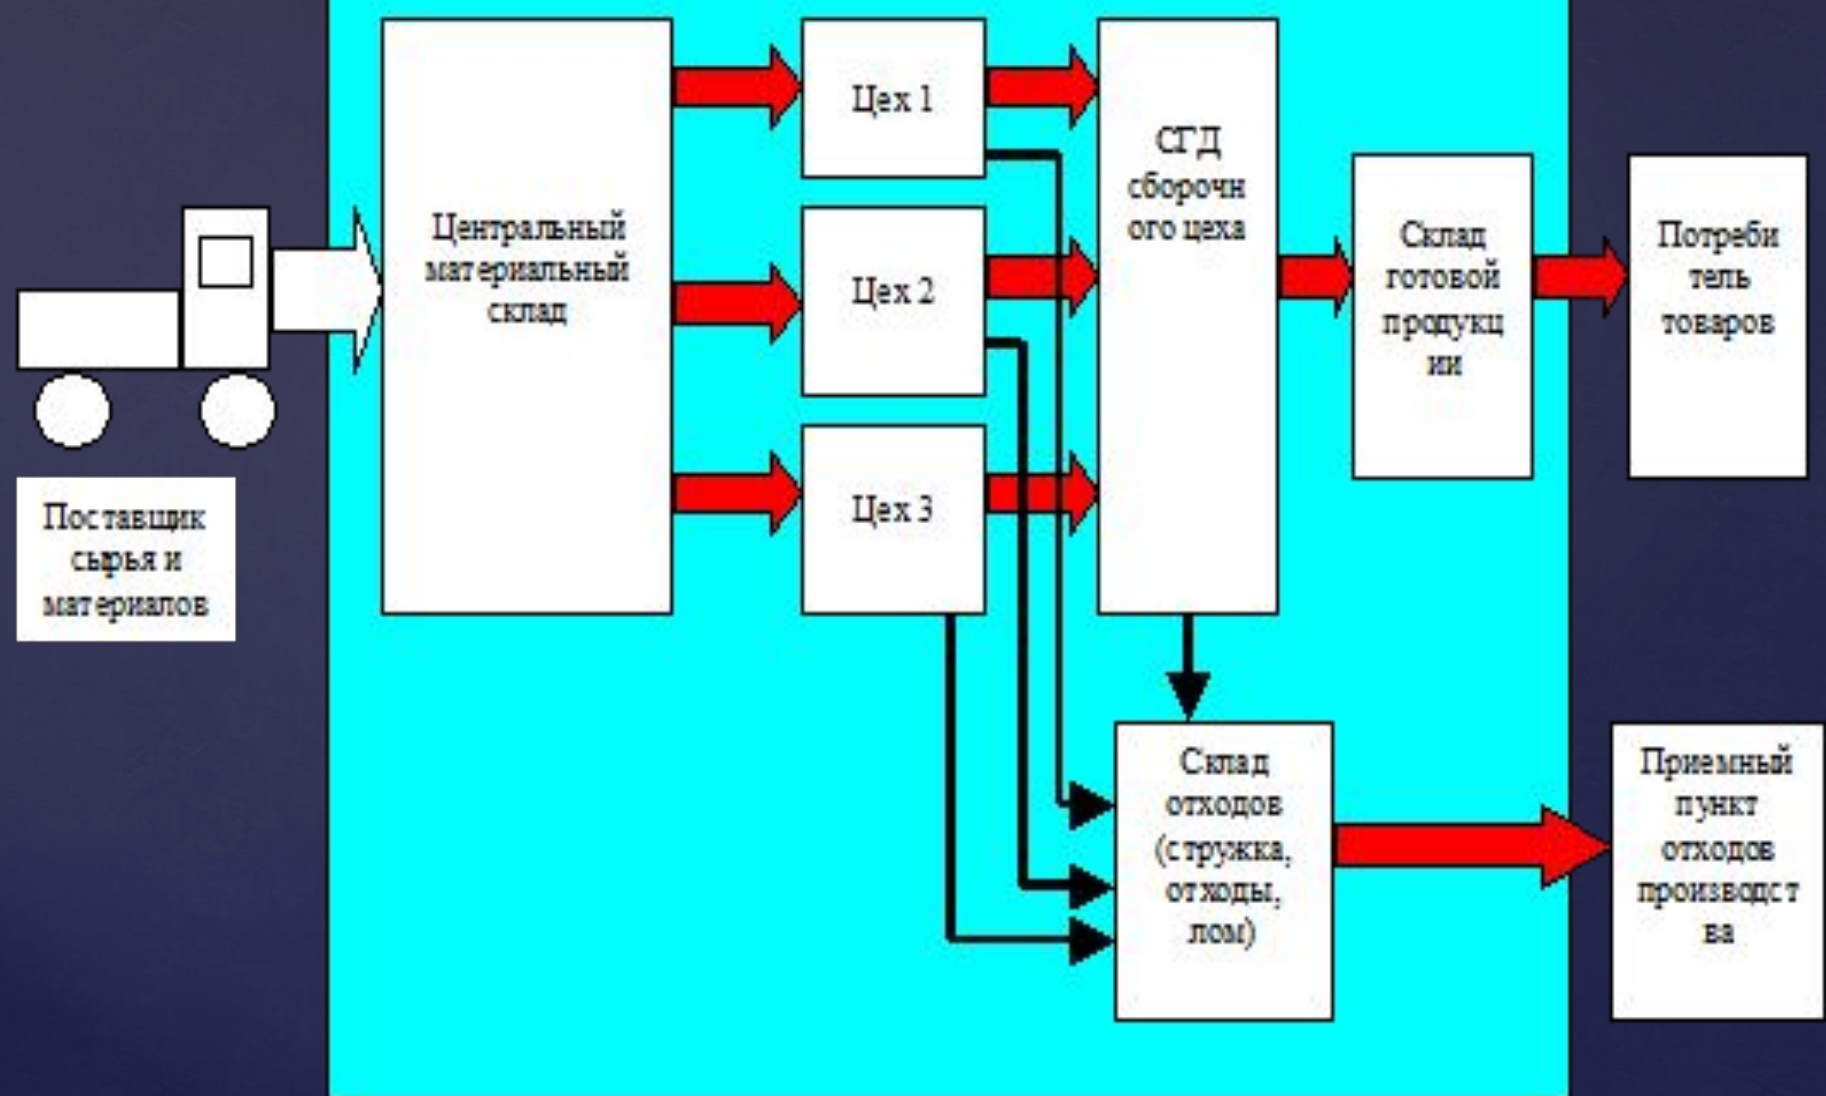 Поставщик
сырья и
материалов
Центральный
материальный
склад
Цех 1
Цех 2
Цех 3
СГД
сборочн
ого цеха
Склад
готовой
продукц
ии
Потреби
тель
товаров
Склад
отходов
(стружка,
отходы,
лом)
Приемный
пункт
отходов
производст
ва